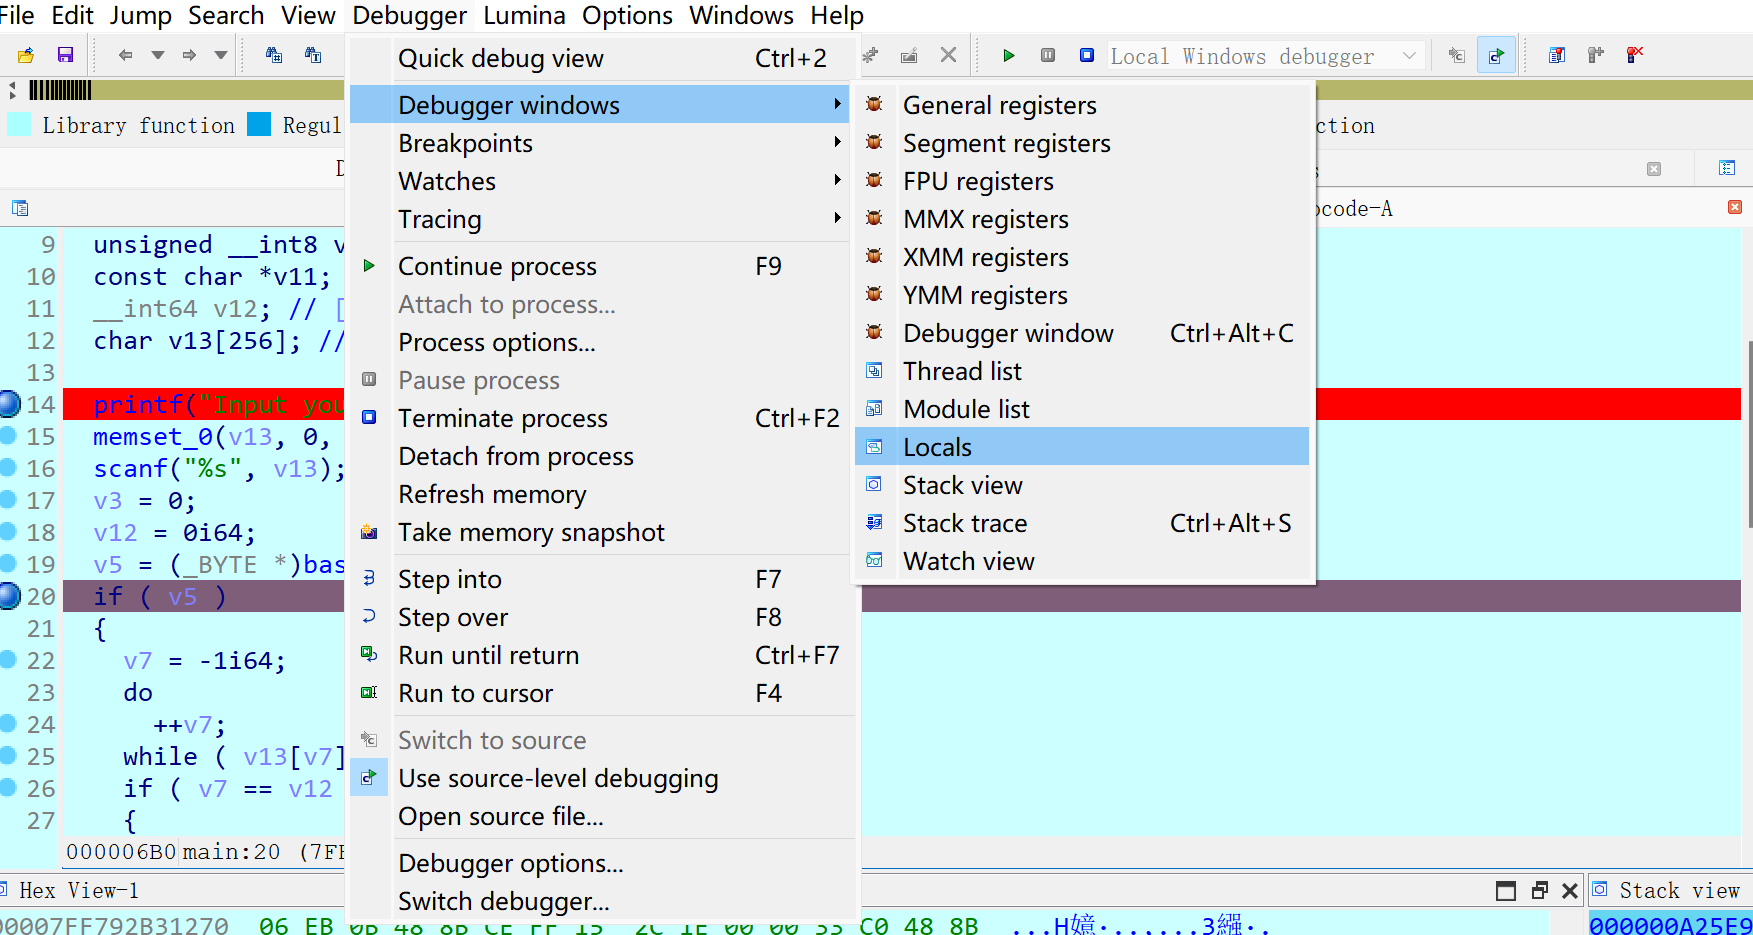 File Edit Jump Search View Debugger Lumina Options Windows Help
Local Windows debugger
Library function Regul
ction
Quick debug view Ctrl+2
Debugger windows
Breakpoints
Watches
Tracing
Continue process F9
Attach to process...
Process options...
Pause process
Terminate process Ctrl+F2
Detach from process
Refresh memory
Take memory snapshot
Step into F7
Step over F8
Run until return Ctrl+F7
Run to cursor F4
Switch to source
Use source-level debugging
Open source file...
Debugger options...
Switch debugger...
General registers
Segment registers
FPU registers
MMX registers
XMM registers
YMM registers
Debugger window Ctrl+Alt+C
Thread list
Module list
Locals
Stack view
Stack trace Ctrl+Alt+S
Watch view
ocode-A
9 unsigned __int8 v
10 const char *v11;
11 __int64 v12; // [
12 char v13[256]; //
13
14 printf("Input you
15 memset_0(v13, 0,
16 scanf("%s", v13);
17 v3 = 0;
18 v12 = 0i64;
19 v5 = (_BYTE *)bas
20 if ( v5 )
21 {
22 v7 = -1i64;
23 do
24 ++v7;
25 while ( v13[v7]
26 if ( v7 == v12
27 {
000006B0 main:20 (7FF
Hex View-1
Stack view
00007FF792B31270 06 EB 0B 48 8B CE FF 15 2C 1E 00 00 33 C0 48 8B
000000A25E9